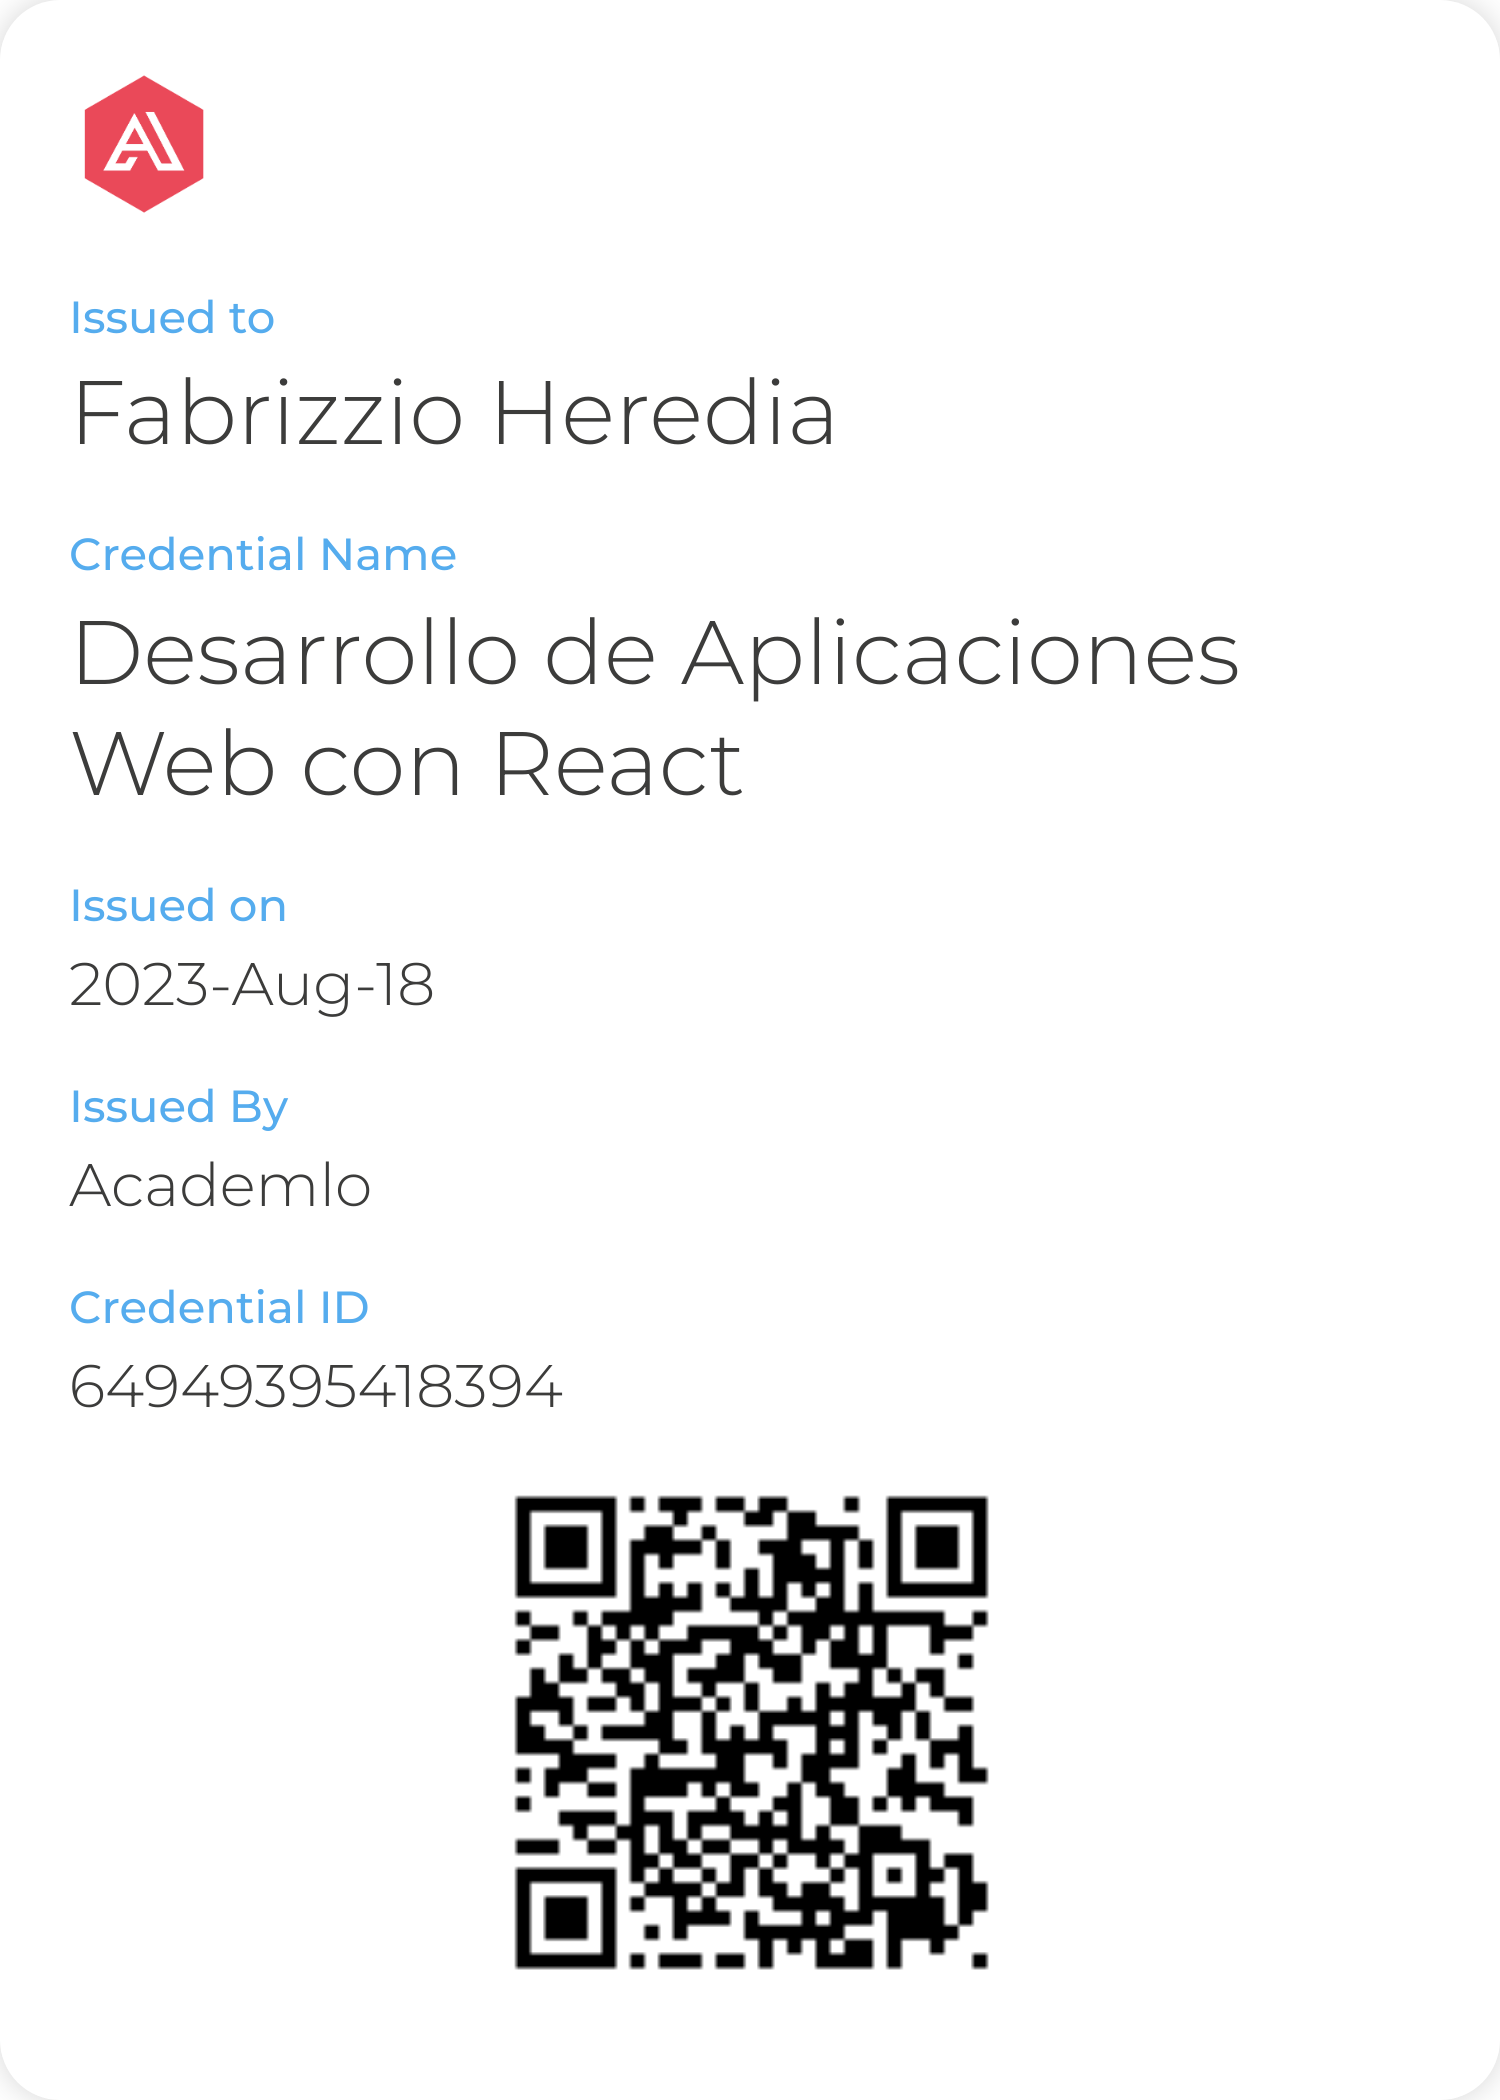 Issued to
Fabrizzio Heredia
Credential Name
Desarrollo de Aplicaciones
Web con React
Issued on
2023-Aug-18
Issued By
Academlo
Credential ID
64949395418394